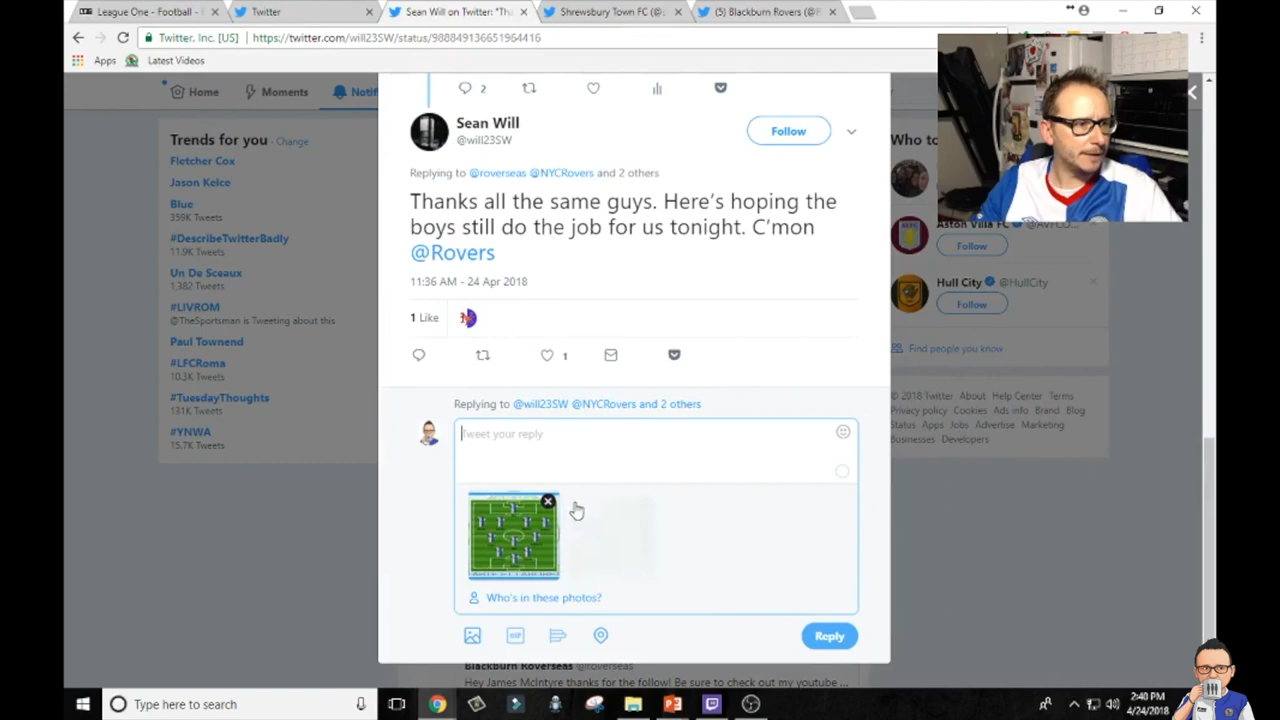 League One - Football -
Twitter
Sean Will on Twitter: "Tha
Shrewsbury Town FC (@s
(5) Blackburn Rovers (@R
Twitter, Inc. [US]
https://twitter.com/will23SW/status/988849136651964416
Apps
Latest Videos
Home
Moments
Notif
Trends for you · Change
Fletcher Cox
Jason Kelce
Blue
359K Tweets
#DescribeTwitterBadly
11.9K Tweets
Un De Sceaux
1,382 Tweets
#LIVROM
@TheSportsman is Tweeting about this
Paul Townend
#LFCRoma
10.3K Tweets
#TuesdayThoughts
131K Tweets
#YNWA
15.7K Tweets
2
Sean Will
@will23SW
Follow
Replying to @roverseas @NYCRovers and 2 others
Thanks all the same guys. Here's hoping the
boys still do the job for us tonight. C'mon
@Rovers
11:36 AM - 24 Apr 2018
1 Like
1
Replying to @will23SW @NYCRovers and 2 others
Tweet your reply
Who's in these photos?
GIF
Reply
Blackburn Roverseas @roverseas
Hey James McIntyre thanks for the follow! Be sure to check out my youtube ...
Who to
Aston Villa FC @AVFCO...
Follow
Hull City @HullCity
Follow
Find people you know
© 2018 Twitter About Help Center Terms
Privacy policy Cookies Ads info Brand Blog
Status Apps Jobs Advertise Marketing
Businesses Developers
Type here to search
2:40 PM
4/24/2018